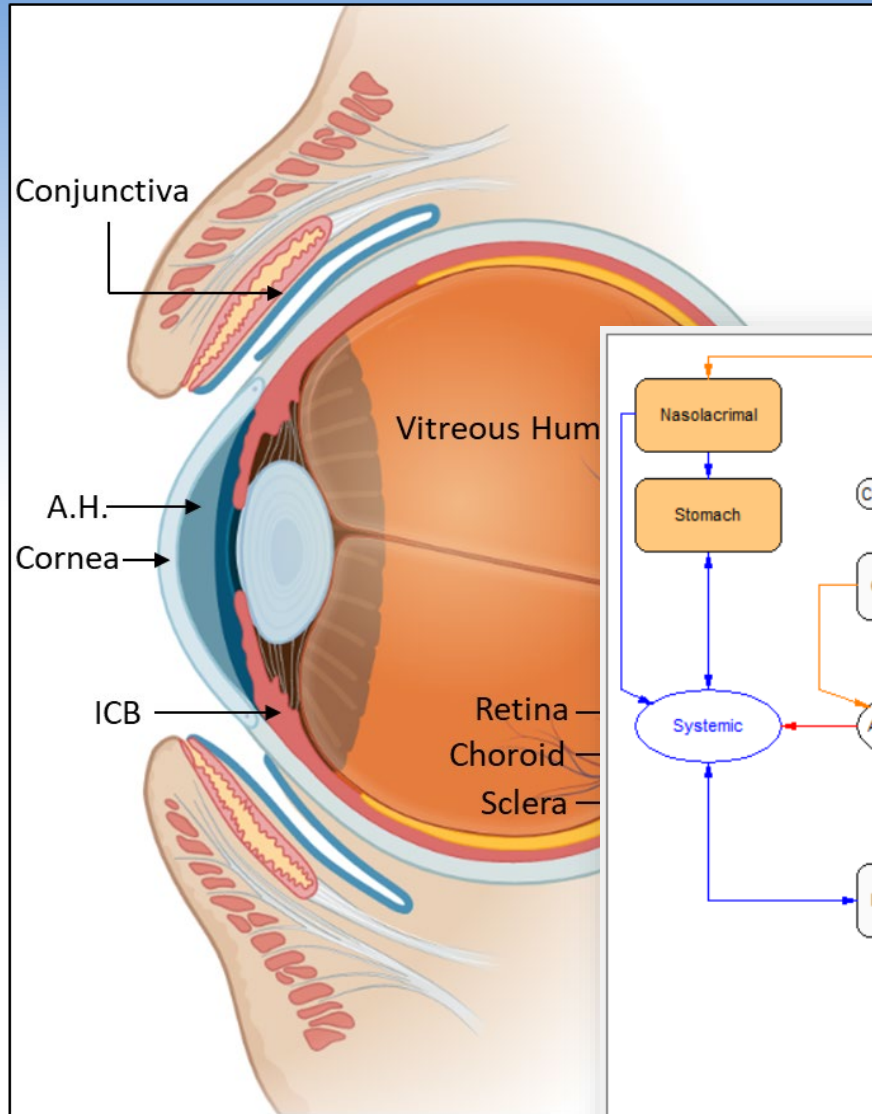 Conjunctiva
Vitreous Hum
A.H.
Cornea
ICB
Retina
Choroid
Sclera
Nasolacrimal
Stomach
Systemic